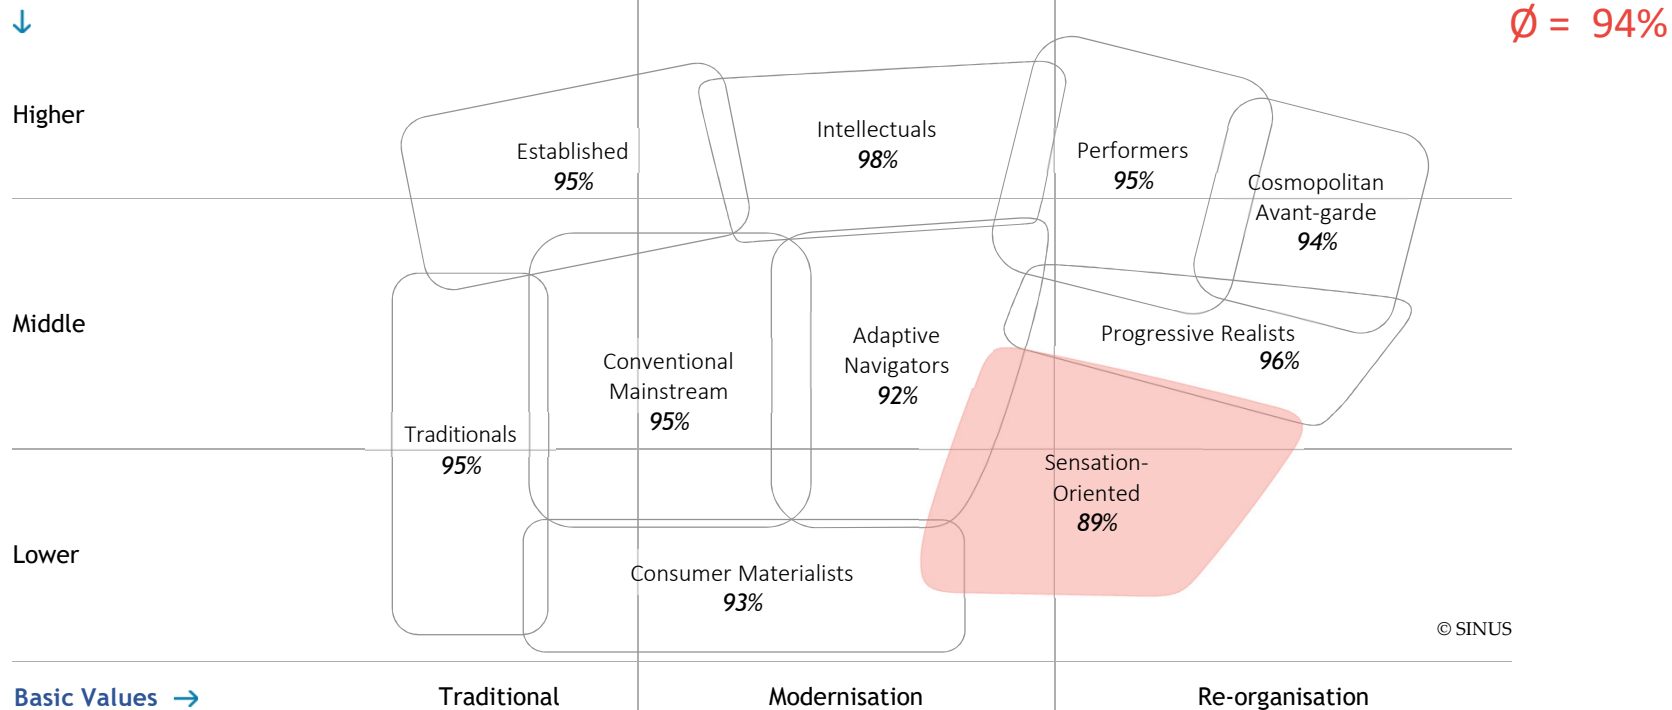 ↓
Ø = 94%
Higher
Established
95%
Intellectuals
98%
Performers
95%
Cosmopolitan
Avant-garde
94%
Middle
Traditionals
95%
Conventional
Mainstream
95%
Adaptive
Navigators
92%
Progressive Realists
96%
Sensation-
Oriented
89%
Lower
Consumer Materialists
93%
© SINUS
Basic Values →
Traditional
Modernisation
Re-organisation